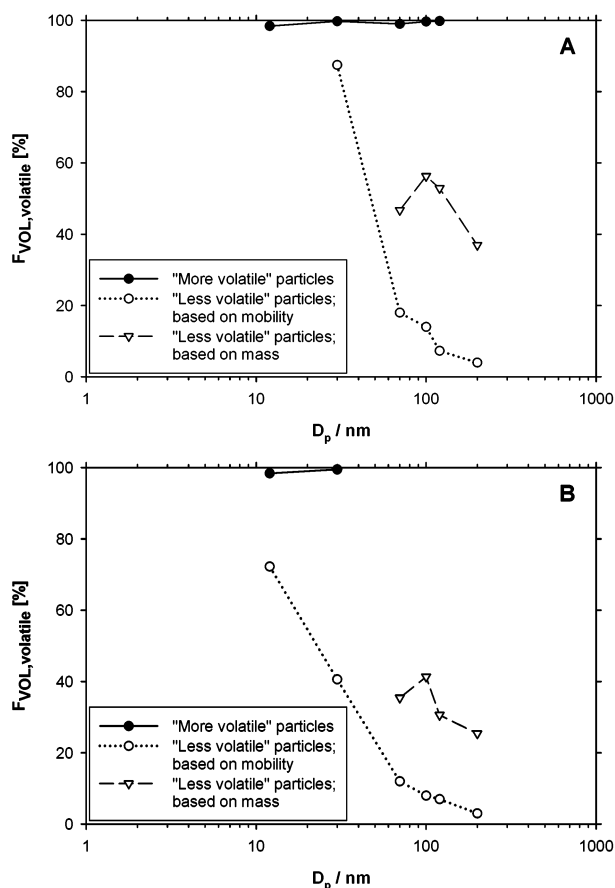 100
80
60
40
20
0
F_VOL,volatile [%]
A
"More volatile" particles
"Less volatile" particles;
based on mobility
"Less volatile" particles;
based on mass
1
10
100
1000
D_p / nm
100
80
60
40
20
0
F_VOL,volatile [%]
B
"More volatile" particles
"Less volatile" particles;
based on mobility
"Less volatile" particles;
based on mass
1
10
100
1000
D_p / nm